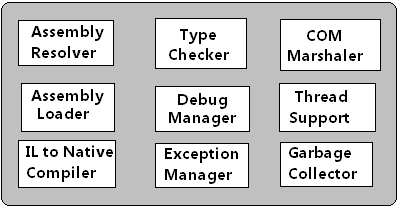 Assembly
Resolver
Type
Checker
COM
Marshaler
Assembly
Loader
Debug
Manager
Thread
Support
IL to Native
Compiler
Exception
Manager
Garbage
Collector